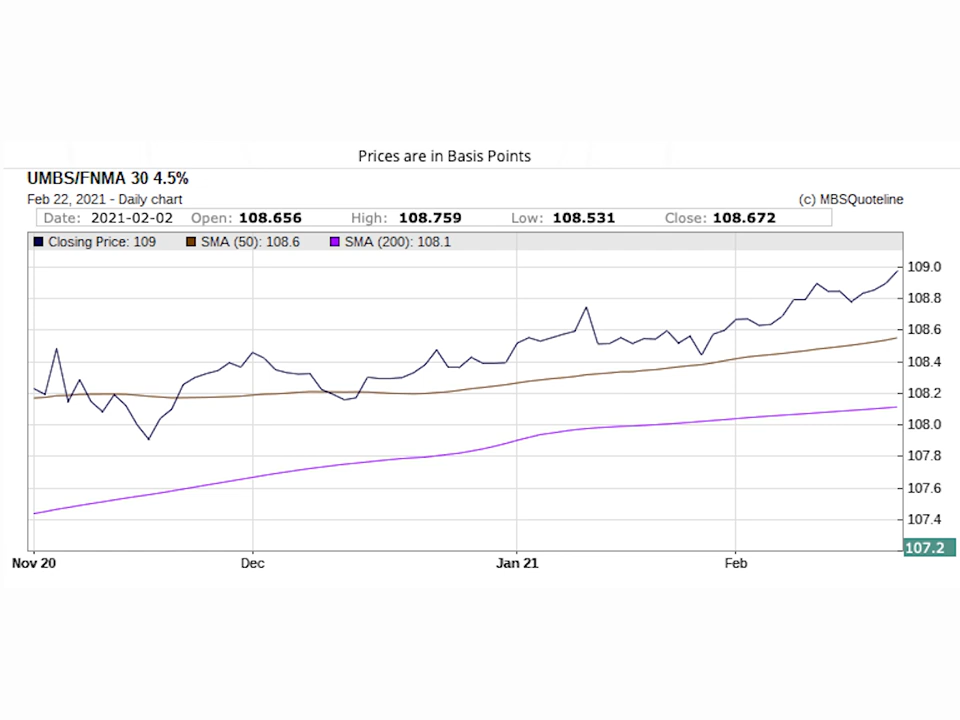 Prices are in Basis Points
UMBS/FNMA 30 4.5%
Feb 22, 2021 - Daily chart (c) MBSQuoteline
Date: 2021-02-02 Open: 108.656 High: 108.759 Low: 108.531 Close: 108.672
Closing Price: 109 SMA (50): 108.6 SMA (200): 108.1
109.0
108.8
108.6
108.4
108.2
108.0
107.8
107.6
107.4
107.2
Nov 20 Dec Jan 21 Feb